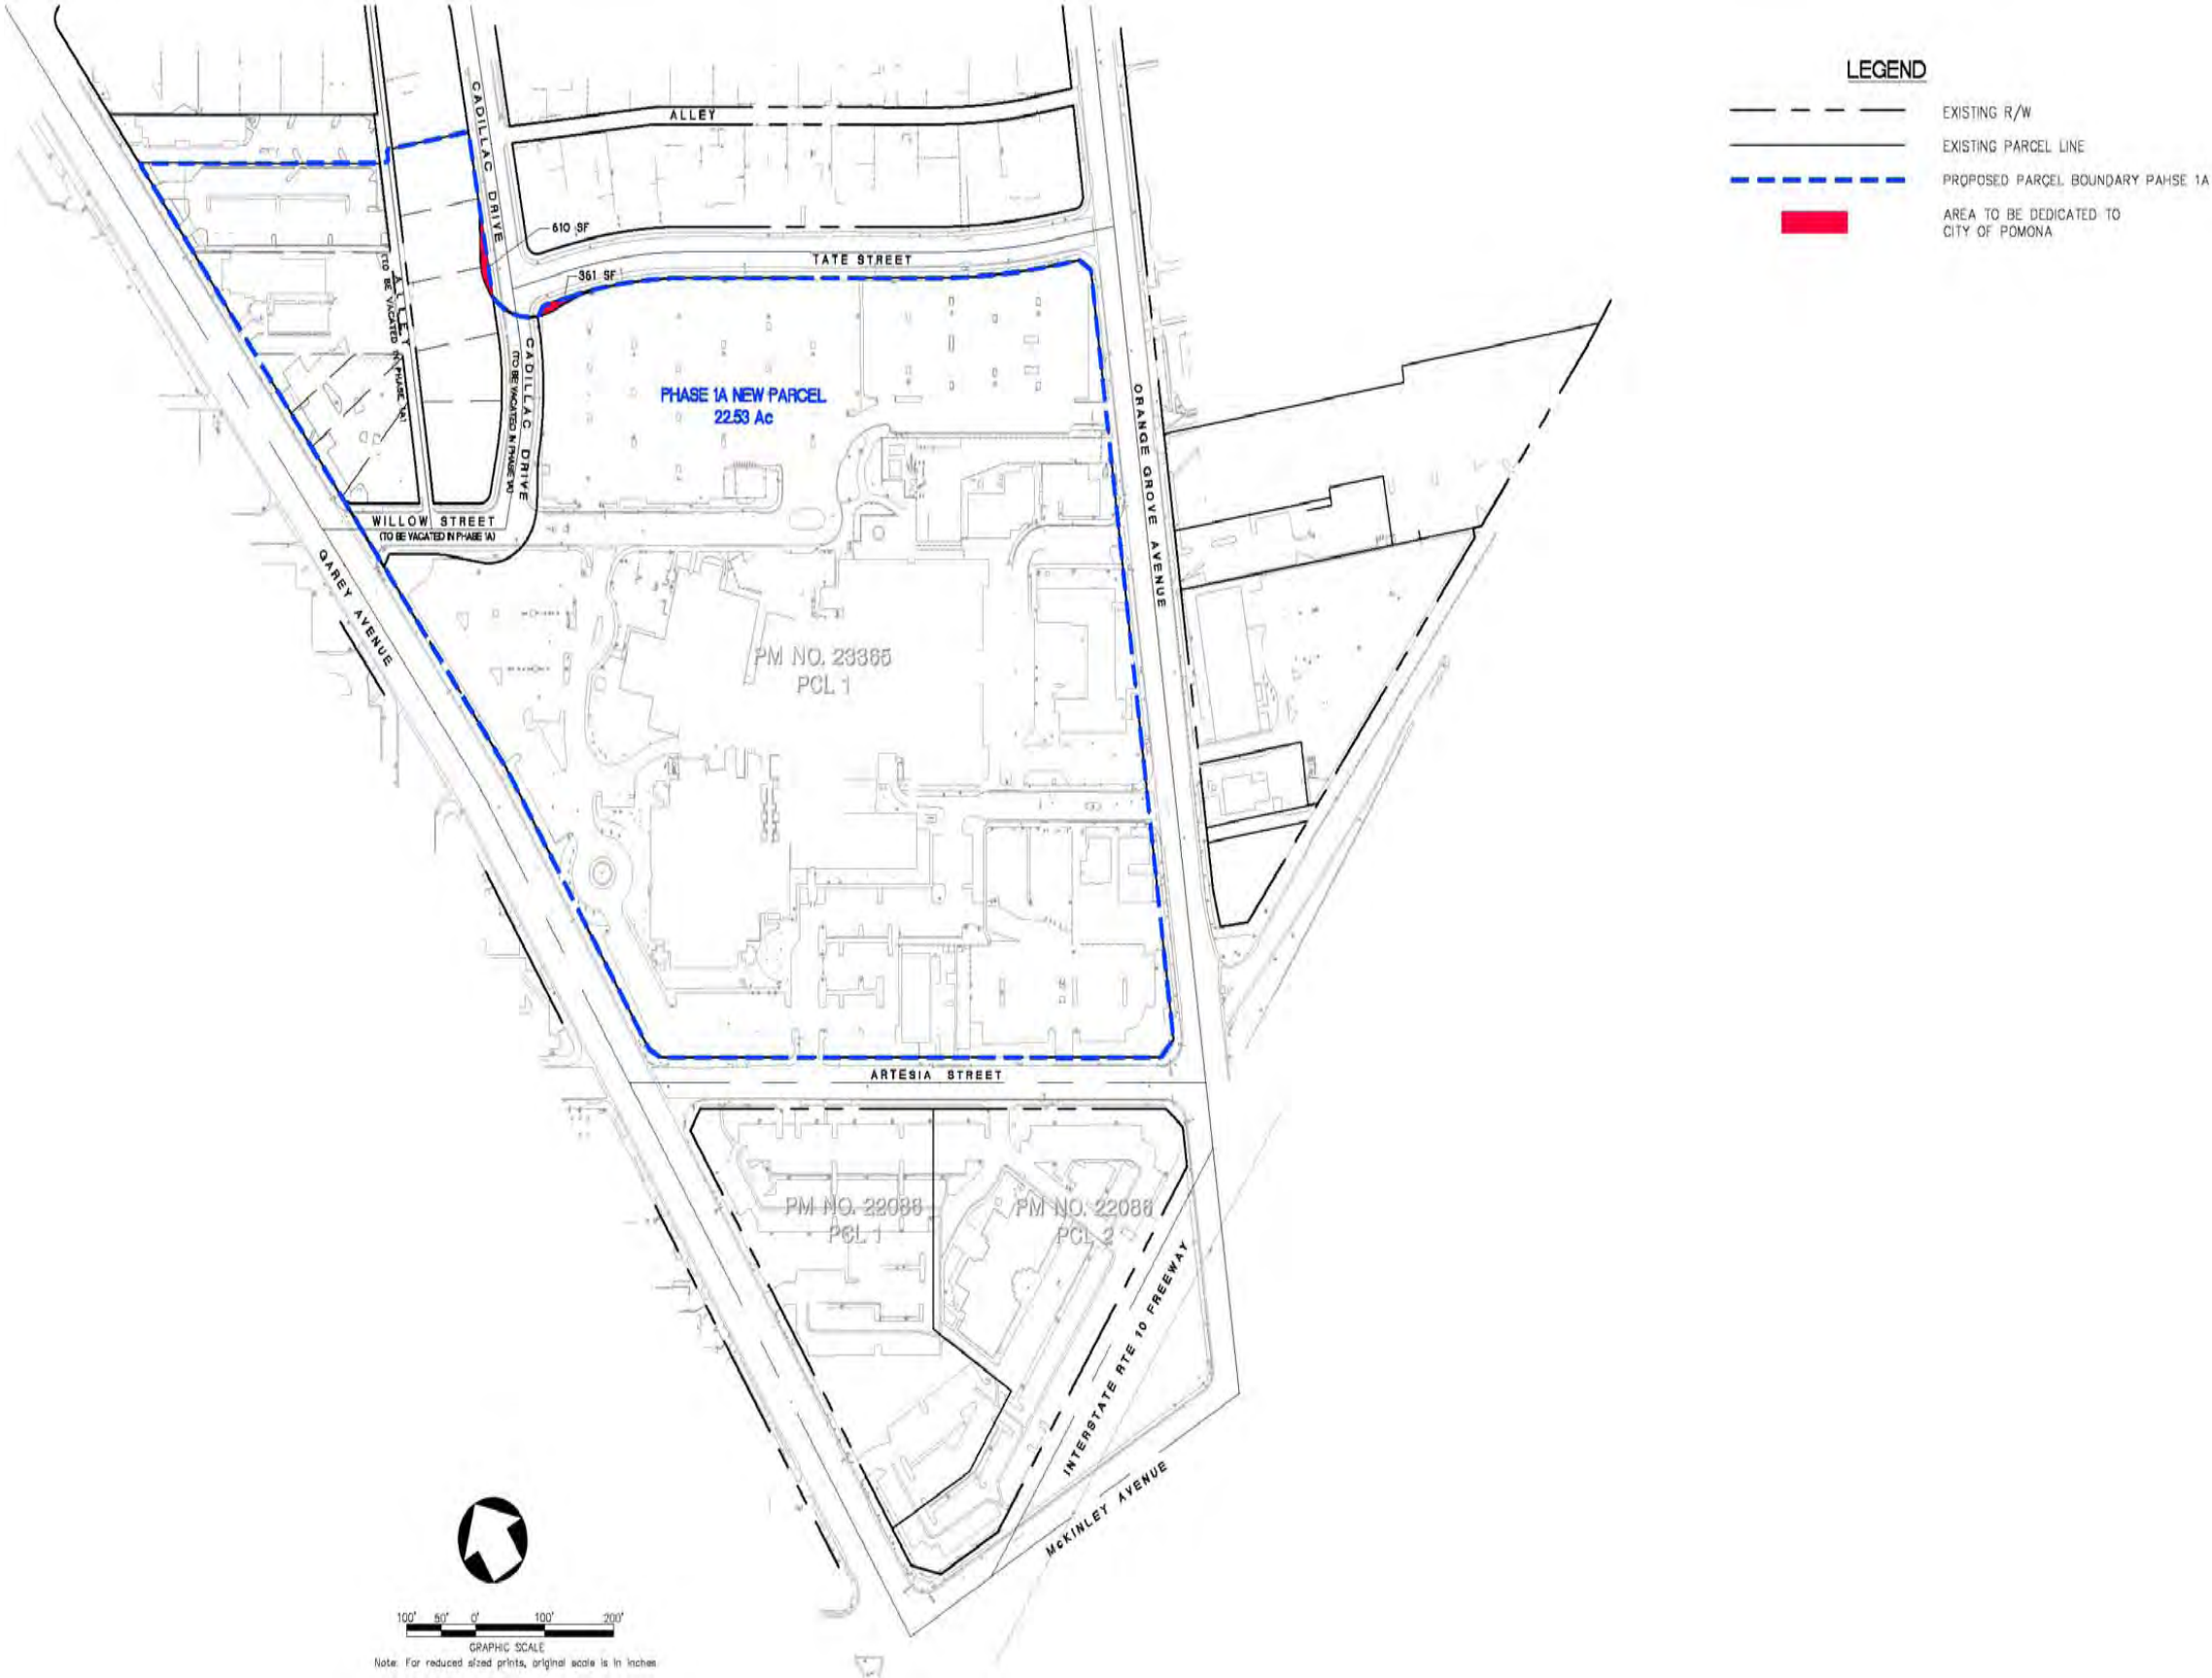 LEGEND
EXISTING R/W
EXISTING PARCEL LINE
PROPOSED PARCEL BOUNDARY PAHSE 1A
AREA TO BE DEDICATED TO
CITY OF POMONA
CADILLAC DRIVE
ALLEY
610 SF
TATE STREET
361 SF
ALLEY
(TO BE VACATED IN PHASE 1A)
CADILLAC DRIVE
(TO BE VACATED IN PHASE 1A)
PHASE 1A NEW PARCEL
22.53 Ac
ORANGE GROVE AVENUE
WILLOW STREET
(TO BE VACATED IN PHASE 1A)
GAREY AVENUE
PM NO. 23365
PCL 1
ARTESIA STREET
PM NO. 22086
PCL 1
PM NO. 22086
PCL 2
INTERSTATE RTE 10 FREEWAY
McKINLEY AVENUE
100' 50' 0' 100' 200'
GRAPHIC SCALE
Note: For reduced sized prints, original scale is in inches